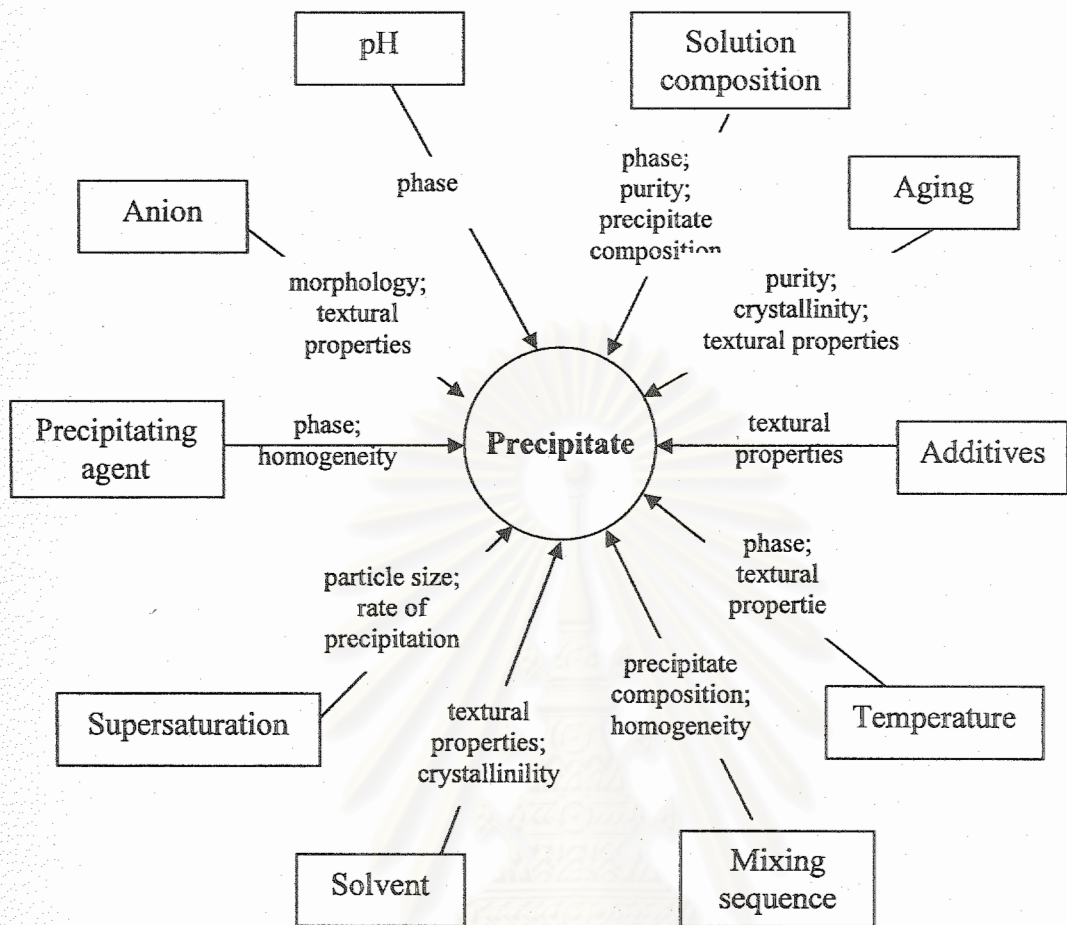 pH
Solution
composition
phase
phase;
purity;
precipitate
composition
Anion
Aging
morphology;
textural
properties
purity;
crystallinity;
textural properties
Precipitating
agent
phase;
homogeneity
Precipitate
textural
properties
Additives
particle size;
rate of
precipitation
phase;
textural
propertie
Supersaturation
textural
properties;
crystallinility
precipitate
composition;
homogeneity
Temperature
Solvent
Mixing
sequence